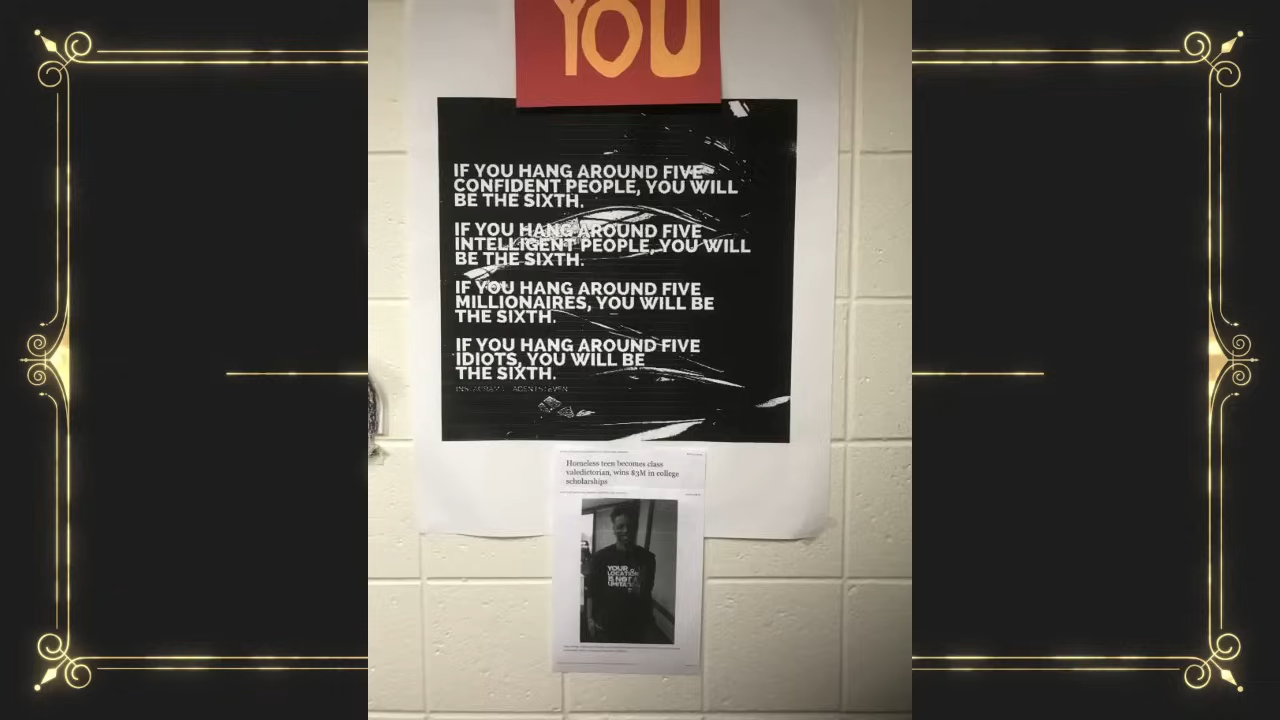 YOU
IF YOU HANG AROUND FIVE
CONFIDENT PEOPLE, YOU WILL
BE THE SIXTH.
IF YOU HANG AROUND FIVE
INTELLIGENT PEOPLE, YOU WILL
BE THE SIXTH.
IF YOU HANG AROUND FIVE
MILLIONAIRES, YOU WILL BE
THE SIXTH.
IF YOU HANG AROUND FIVE
IDIOTS, YOU WILL BE
THE SIXTH.
Homeless teen becomes class
valedictorian, wins $3M in college
scholarships
YOUR
LOCATION
IS NOT